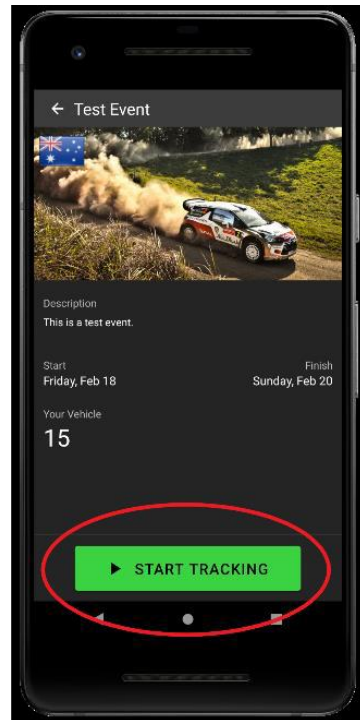 Test Event
Description
This is a test event.
Start
Finish
Friday, Feb 18
Sunday, Feb 20
Your Vehicle
15
START TRACKING